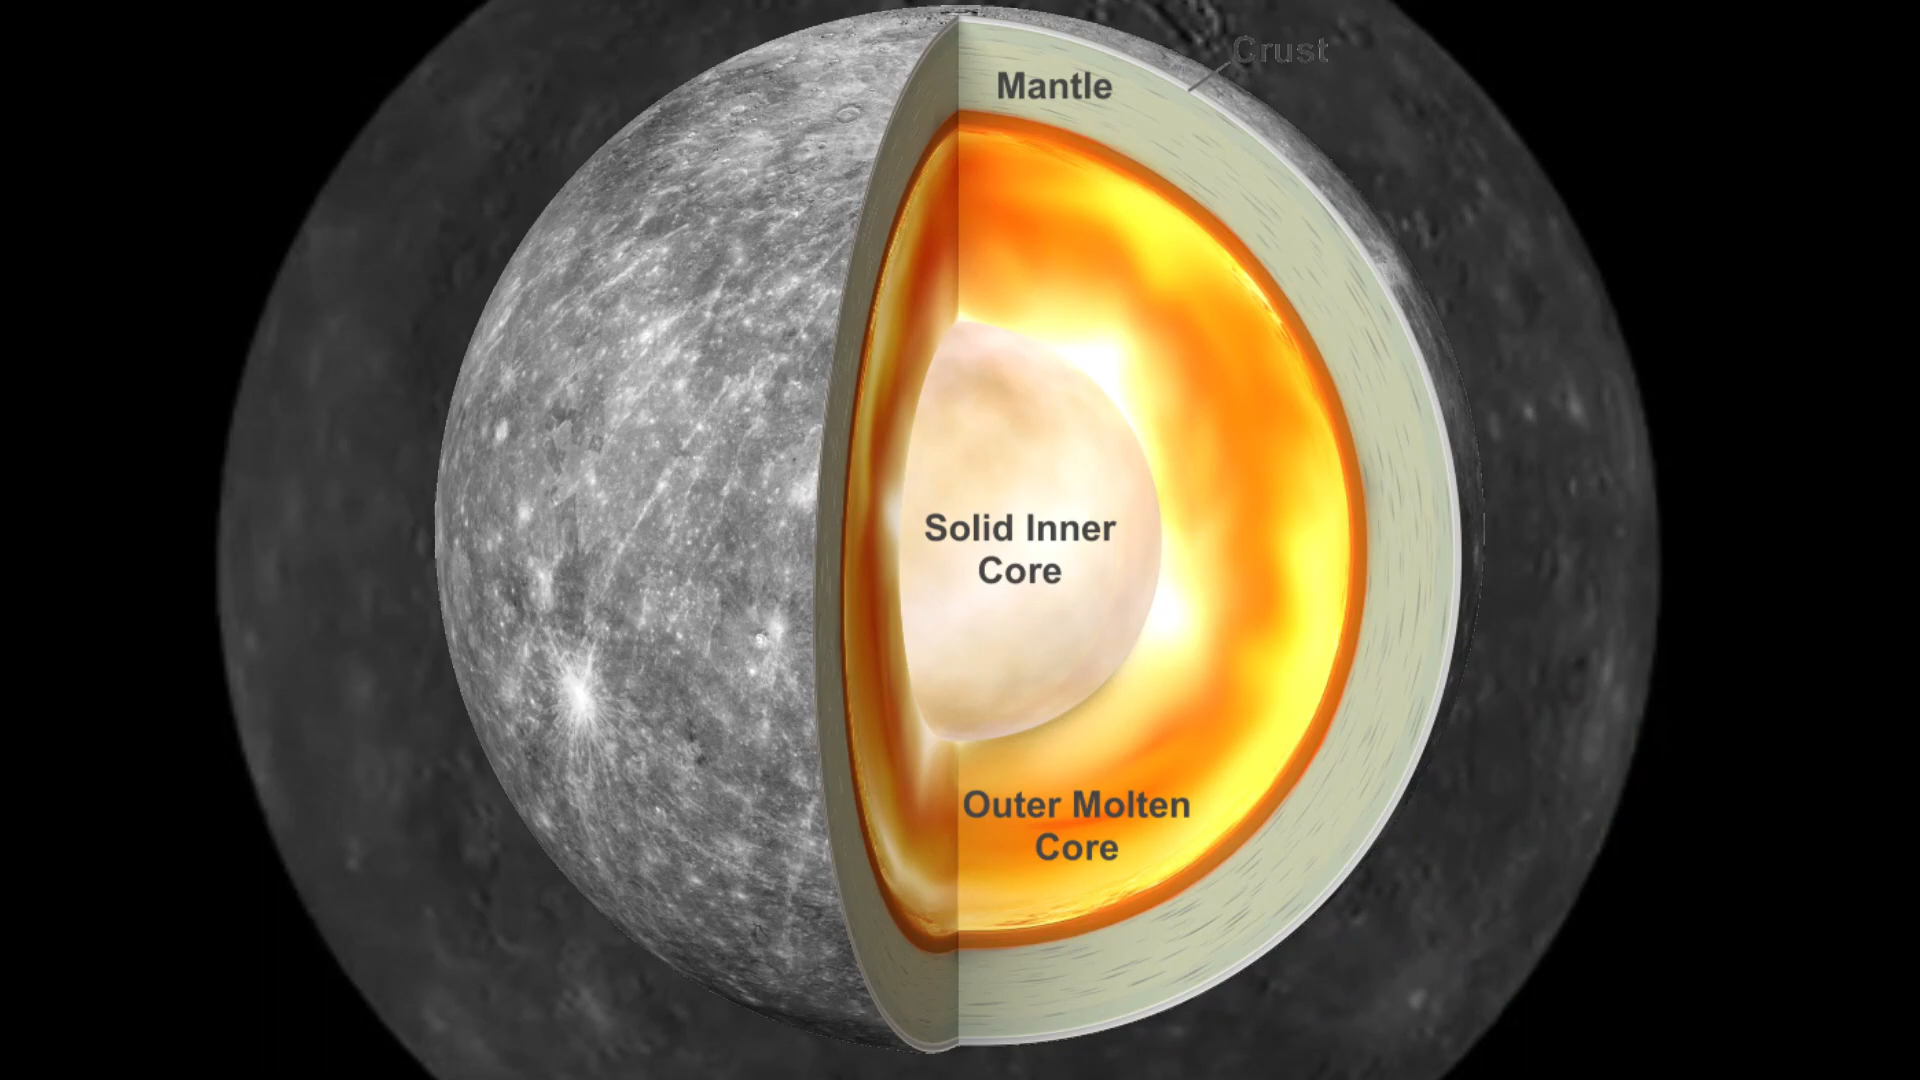 Crust
Mantle
Solid Inner
Core
Outer Molten
Core